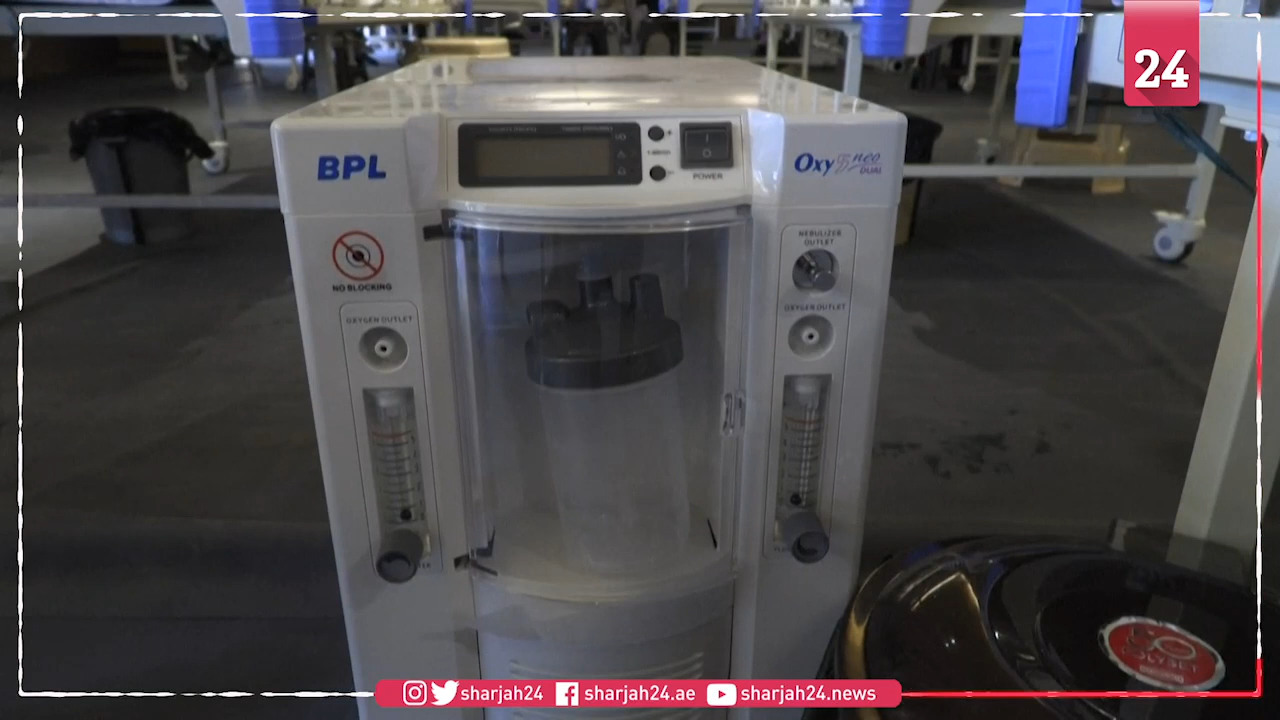 24
BPL
Oxy 5 neo
DUAL
POWER
NEBULIZER
OUTLET
NO BLOCKING
OXYGEN OUTLET
OXYGEN OUTLET
sharjah24
sharjah24.ae
sharjah24.news